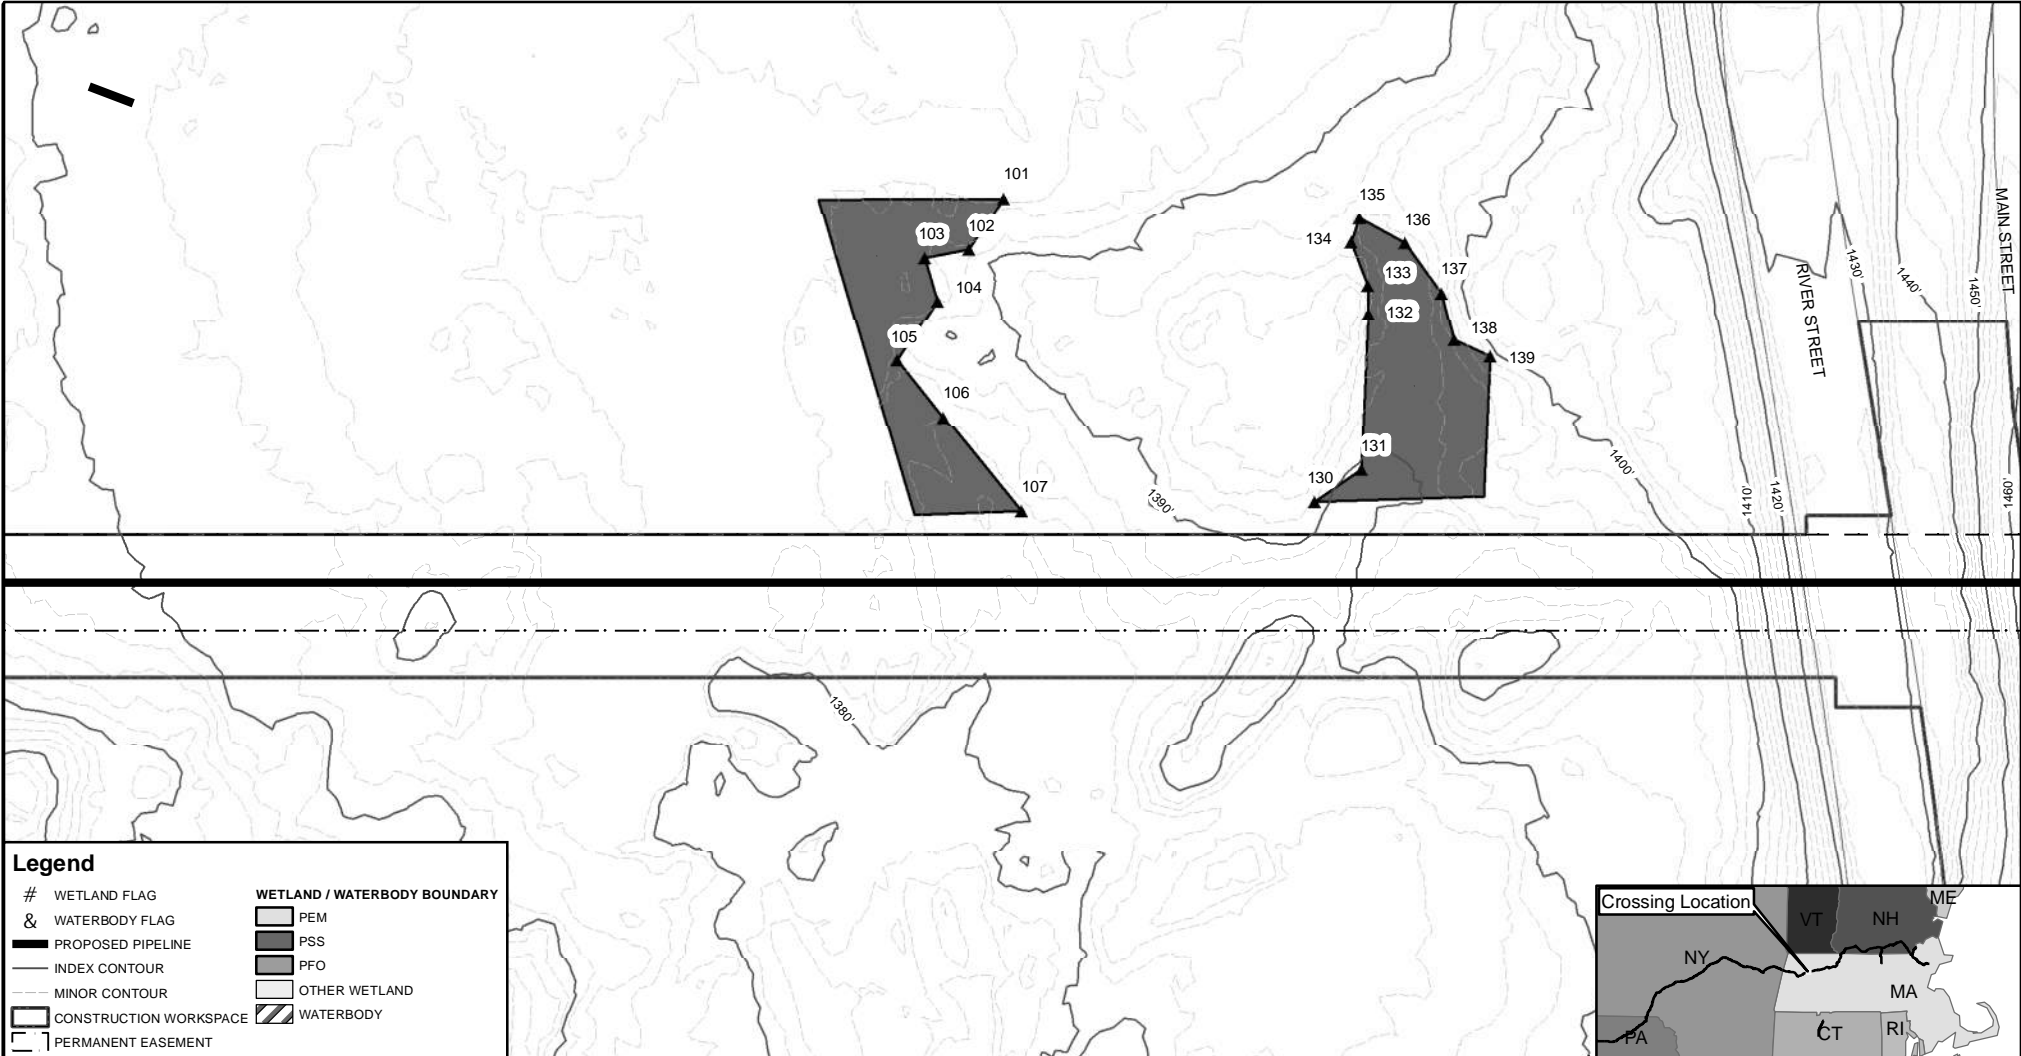 101
102
103
104
105
106
107
135
136
134
133
137
132
138
139
131
130
1390'
1400'
1410'
1420'
1430'
1440'
1450'
1460'
1380'
RIVER STREET
MAIN STREET
Legend
# WETLAND FLAG
& WATERBODY FLAG
PROPOSED PIPELINE
INDEX CONTOUR
MINOR CONTOUR
CONSTRUCTION WORKSPACE
PERMANENT EASEMENT
WETLAND / WATERBODY BOUNDARY
PEM
PSS
PFO
OTHER WETLAND
WATERBODY
Crossing Location
VT
NH
ME
NY
MA
CT
RI
PA